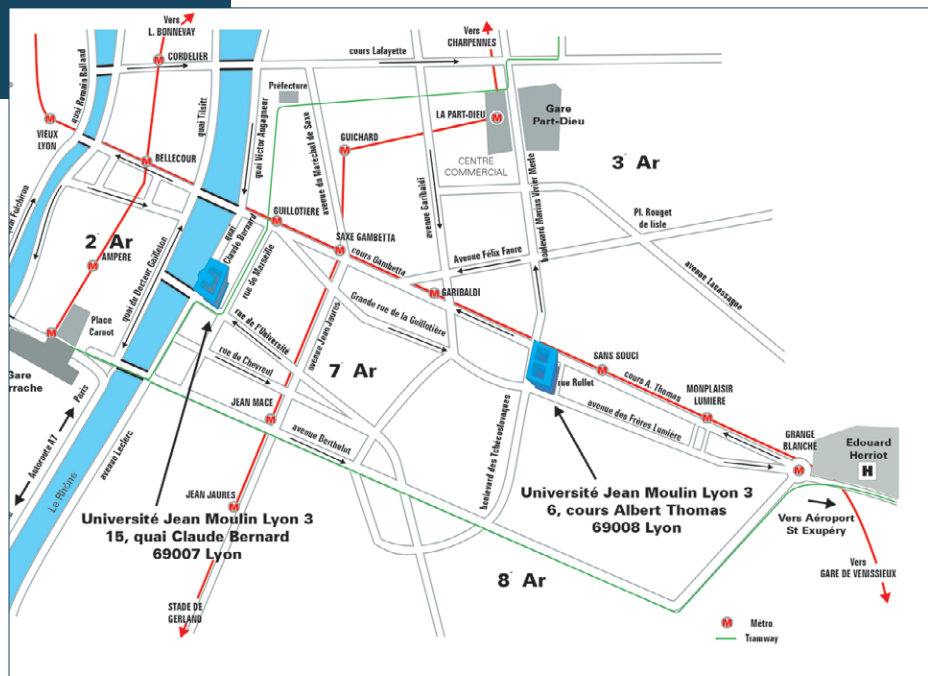 Vers
L. BONNEVAY
CORDELIER
quai Romain Rolland
quai Tilsitt
cours Lafayette
Vers
CHARPENNES
Préfecture
quai Victor Augagneur
avenue du Marechal de Saxe
GUICHARD
LA PART-DIEU
Gare
Part-Dieu
VIEUX
LYON
BELLECOUR
CENTRE
COMMERCIAL
3 Ar
avenue Garibaldi
boulevard Marius Vivier Merle
Pl. Rouget
de lisle
quai Fulchiron
GUILLOTIERE
quai
Claude Bernard
rue de Marseille
SAXE GAMBETTA
cours Gambetta
Avenue Félix Faure
avenue Lacassagne
2 Ar
AMPERE
quai du Docteur Gailleton
GARIBALDI
Grande rue de la Guillotière
Place
Carnot
rue de l'Université
rue de Chevreul
avenue Jean Jaures
7 Ar
SANS SOUCI
cours A. Thomas
rue Rollet
MONPLAISIR
LUMIERE
Gare
errache
Paris
Autoroute A7
JEAN MACE
avenue Berthelot
avenue des Frères Lumière
boulevard des Tchécoslovaques
GRANGE
BLANCHE
Edouard
Herriot
H
Le Rhône
avenue Leclerc
JEAN JAURES
Université Jean Moulin Lyon 3
15, quai Claude Bernard
69007 Lyon
Université Jean Moulin Lyon 3
6, cours Albert Thomas
69008 Lyon
Vers Aéroport
St Exupéry
Vers
GARE DE VENISSIEUX
8 Ar
STADE DE
GERLAND
M Métro
Tramway